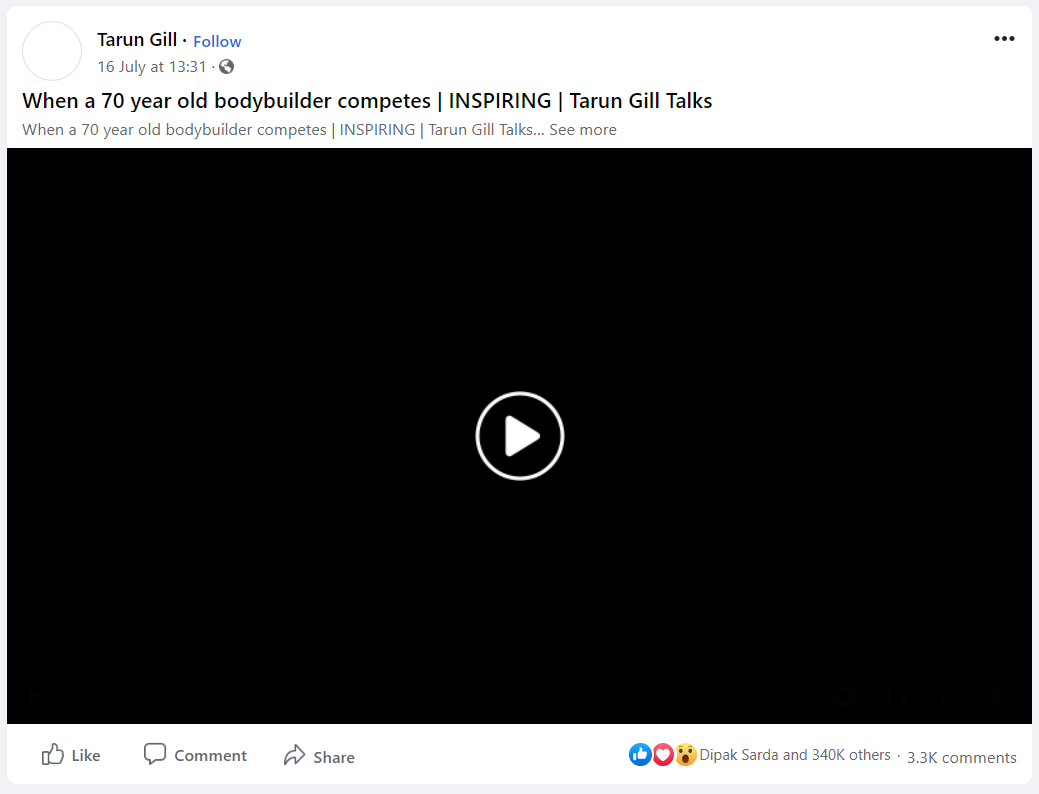 Tarun Gill · Follow
16 July at 13:31 ·
When a 70 year old bodybuilder competes | INSPIRING | Tarun Gill Talks
When a 70 year old bodybuilder competes | INSPIRING | Tarun Gill Talks... See more
Like Comment Share Dipak Sarda and 340K others · 3.3K comments